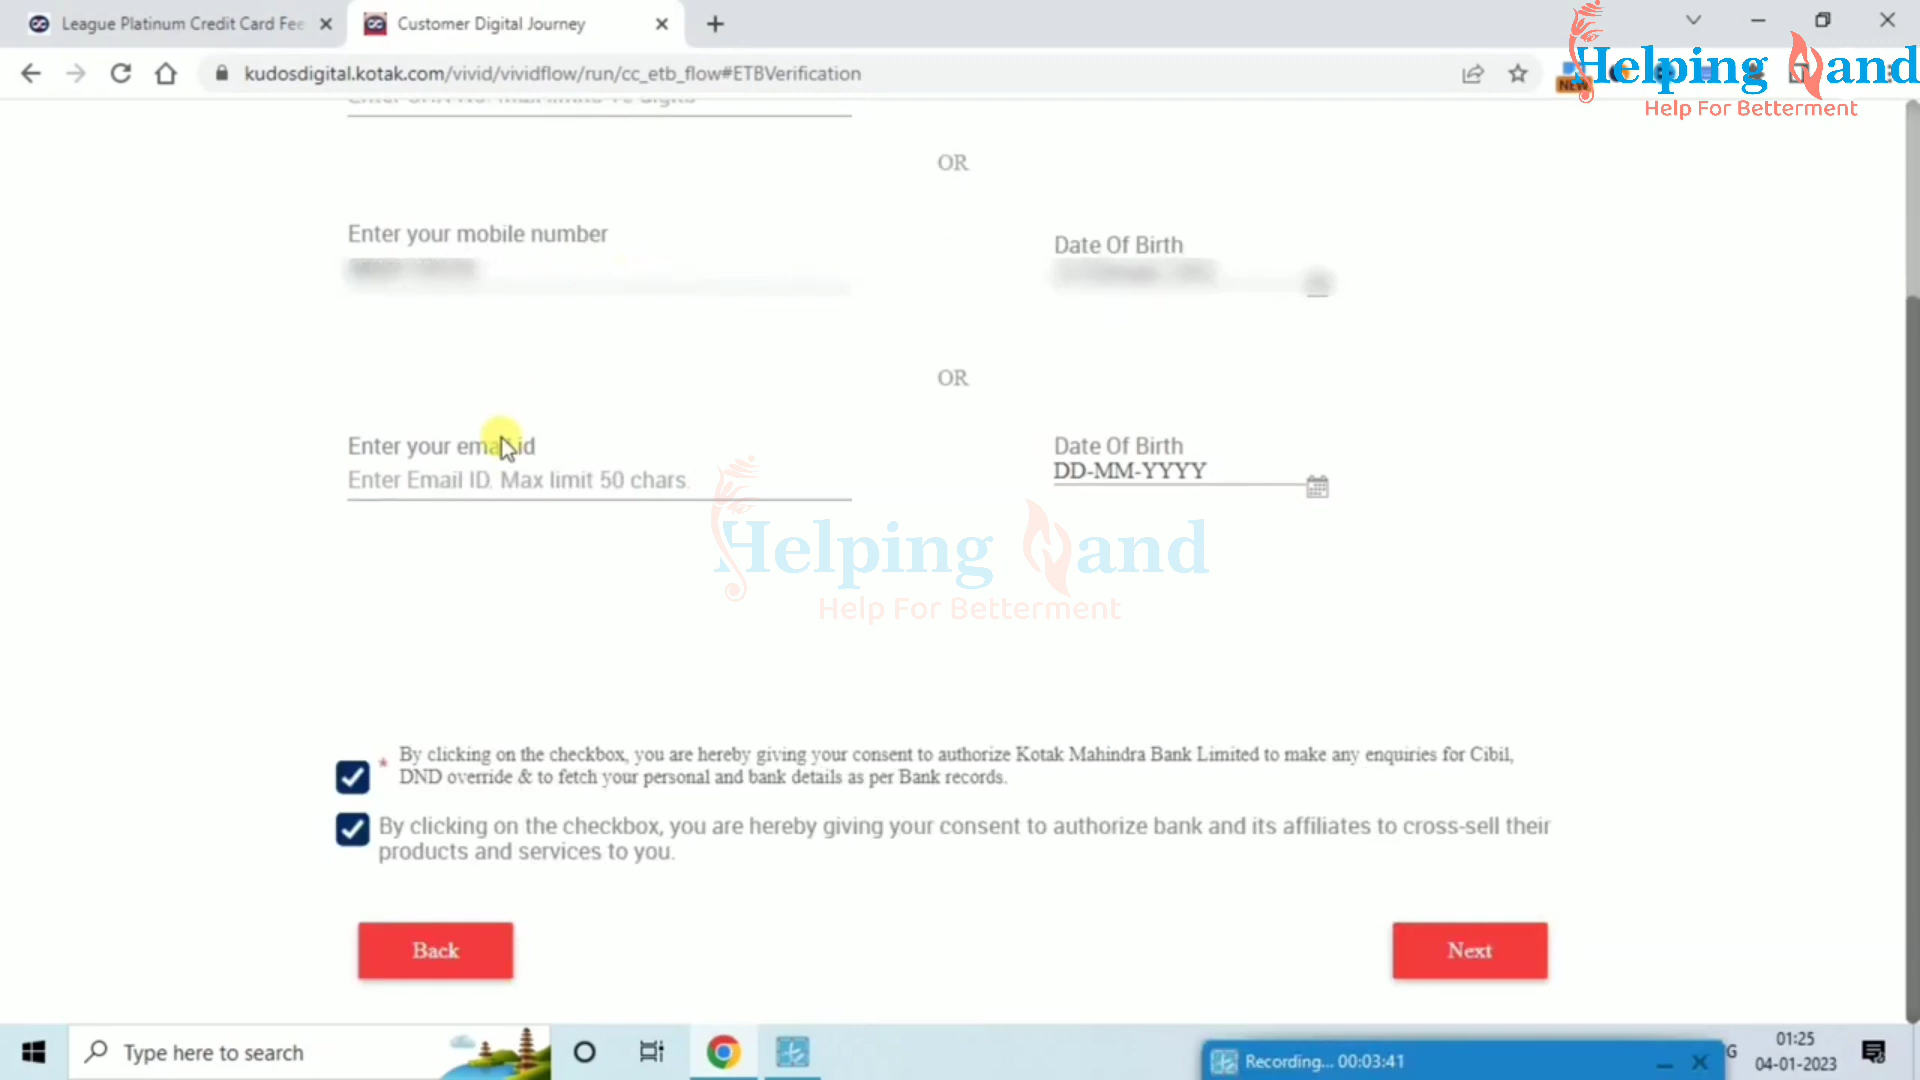 League Platinum Credit Card Fee
Customer Digital Journey
kudosdigital.kotak.com/vivid/vividflow/run/cc_etb_flow#ETBVerification
NEW
Helping Hand
Help For Betterment
OR
Enter your mobile number
Date Of Birth
OR
Enter your email id
Enter Email ID. Max limit 50 chars.
Date Of Birth
DD-MM-YYYY
Helping Hand
Help For Betterment
* By clicking on the checkbox, you are hereby giving your consent to authorize Kotak Mahindra Bank Limited to make any enquiries for Cibil,
DND override & to fetch your personal and bank details as per Bank records.
By clicking on the checkbox, you are hereby giving your consent to authorize bank and its affiliates to cross-sell their
products and services to you.
Back
Next
Type here to search
Recording... 00:03:41
G
01:25
04-01-2023